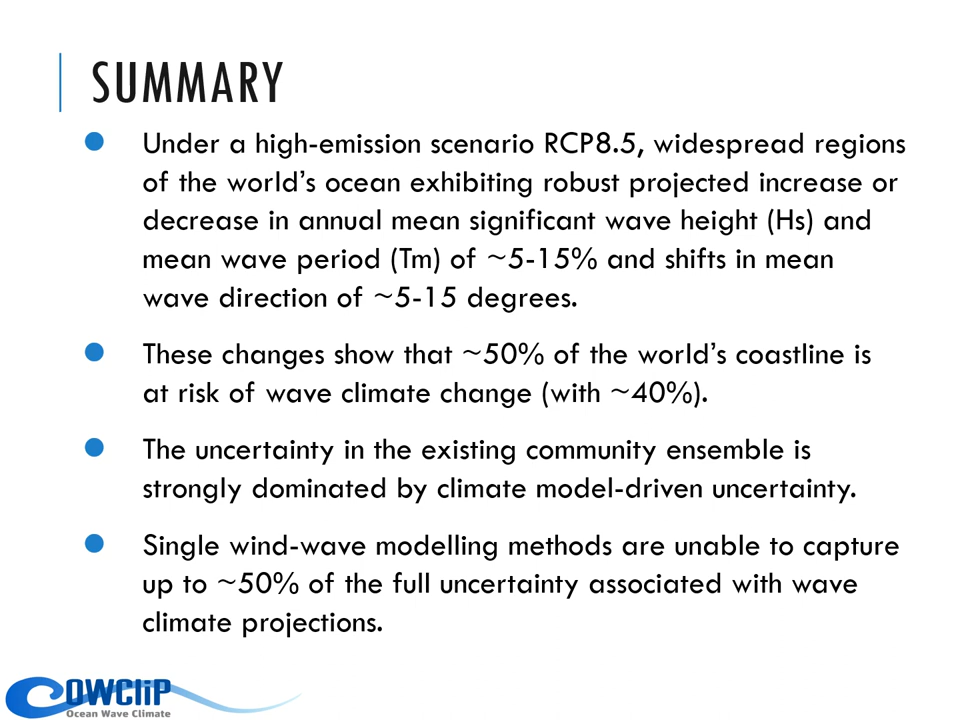 SUMMARY
Under a high-emission scenario RCP8.5, widespread regions
of the world's ocean exhibiting robust projected increase or
decrease in annual mean significant wave height (Hs) and
mean wave period (Tm) of ~5-15% and shifts in mean
wave direction of ~5-15 degrees.
These changes show that ~50% of the world's coastline is
at risk of wave climate change (with ~40%).
The uncertainty in the existing community ensemble is
strongly dominated by climate model-driven uncertainty.
Single wind-wave modelling methods are unable to capture
up to ~50% of the full uncertainty associated with wave
climate projections.
COWCliP
Ocean Wave Climate